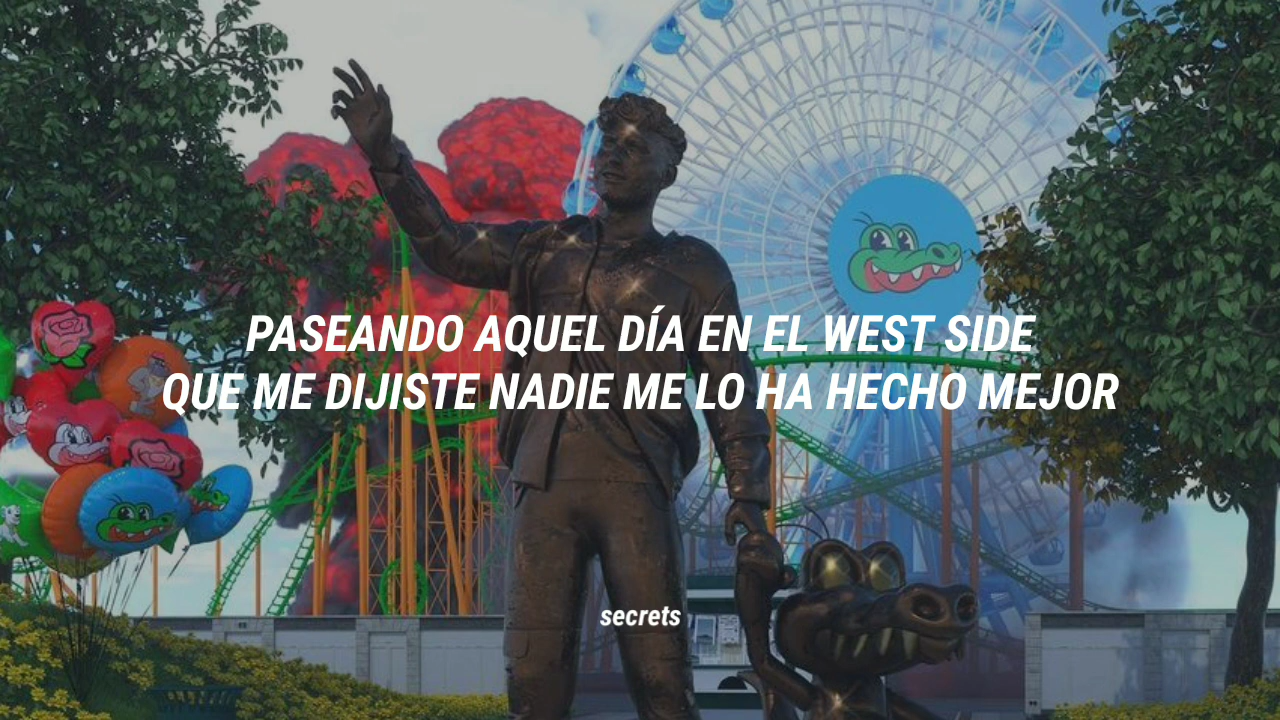 PASEANDO AQUEL DÍA EN EL WEST SIDE
QUE ME DIJISTE NADIE ME LO HA HECHO MEJOR
secrets